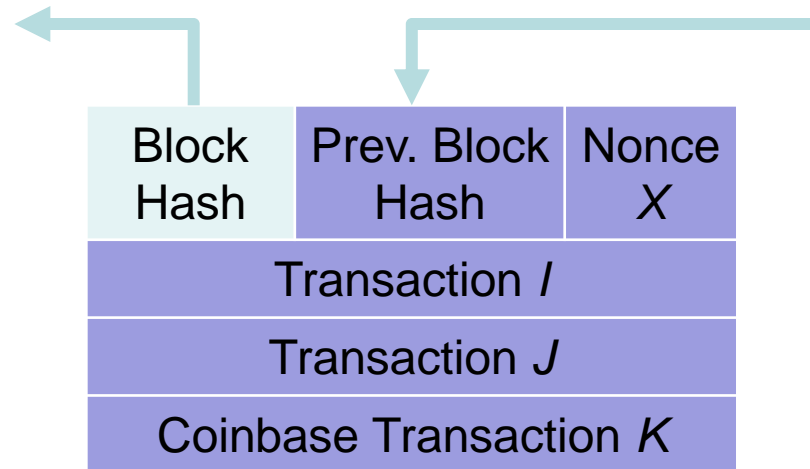 Block
Hash
Prev. Block
Hash
Nonce
X
Transaction I
Transaction J
Coinbase Transaction K